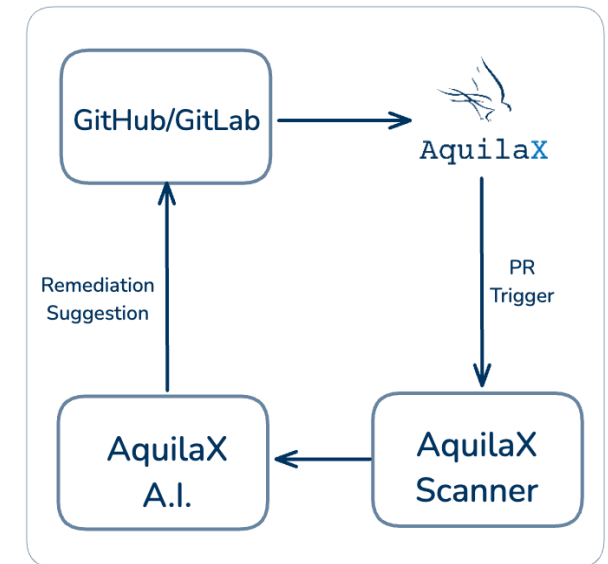 GitHub/GitLab
AquilaX
PR
Trigger
Remediation
Suggestion
AquilaX
A.I.
AquilaX
Scanner